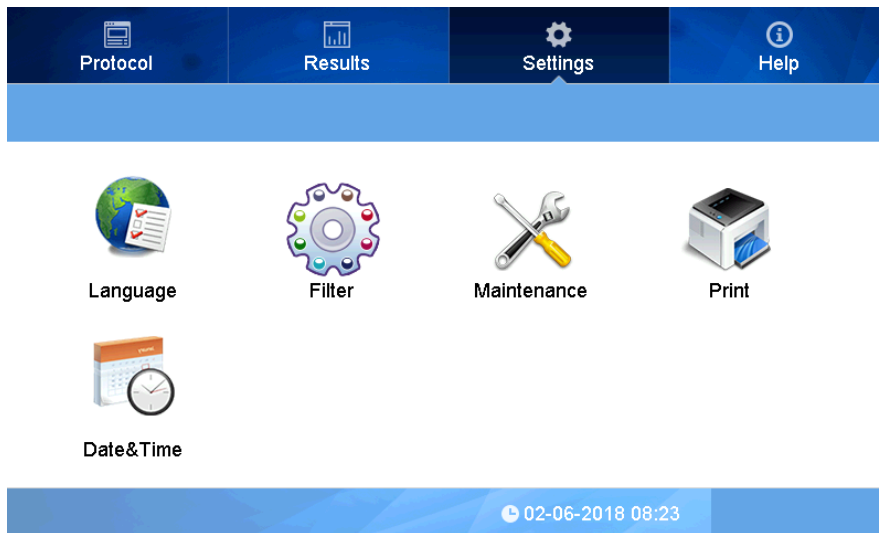 Protocol Results Settings Help
Language Filter Maintenance Print
Date&Time
02-06-2018 08:23